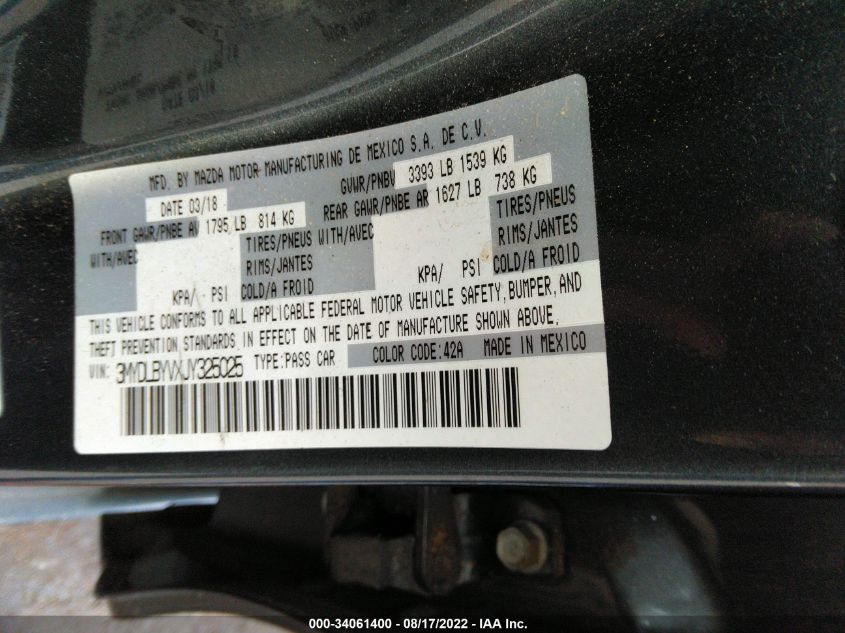 MFD. BY MAZDA MOTOR MANUFACTURING DE MEXICO S.A. DE C.V.
DATE 03/18 GVWR/PNBV 3393 LB 1539 KG
FRONT GAWR/PNBE AV 1795 LB 814 KG REAR GAWR/PNBE AR 1627 LB 738 KG
WITH/AVEC TIRES/PNEUS WITH/AVEC TIRES/PNEUS
RIMS/JANTES RIMS/JANTES
KPA/ PSI COLD/A FROID KPA/ PSI COLD/A FROID
THIS VEHICLE CONFORMS TO ALL APPLICABLE FEDERAL MOTOR VEHICLE SAFETY, BUMPER, AND
THEFT PREVENTION STANDARDS IN EFFECT ON THE DATE OF MANUFACTURE SHOWN ABOVE.
VIN: 3MYDLBYVXJY325025 TYPE:PASS CAR COLOR CODE:42A MADE IN MEXICO
000-34061400 - 08/17/2022 - IAA Inc.